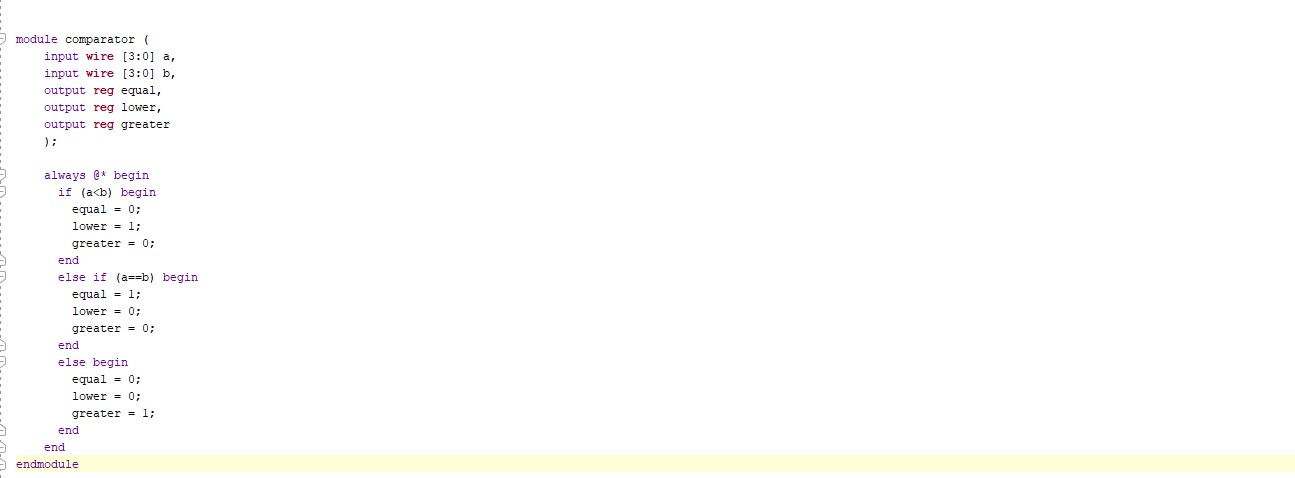 module comparator (
    input wire [3:0] a,
    input wire [3:0] b,
    output reg equal,
    output reg lower,
    output reg greater
    );
    always @* begin
      if (a<b) begin
        equal = 0;
        lower = 1;
        greater = 0;
      end
      else if (a==b) begin
        equal = 1;
        lower = 0;
        greater = 0;
      end
      else begin
        equal = 0;
        lower = 0;
        greater = 1;
      end
    end
endmodule